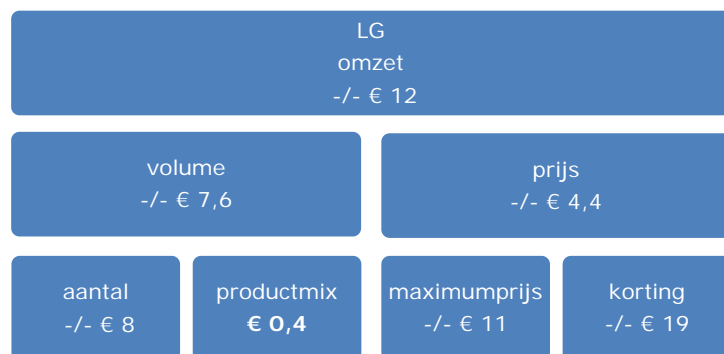 LG
omzet
-/- € 12
volume
-/- € 7,6
prijs
-/- € 4,4
aantal
-/- € 8
productmix
€ 0,4
maximumprijs
-/- € 11
korting
-/- € 19